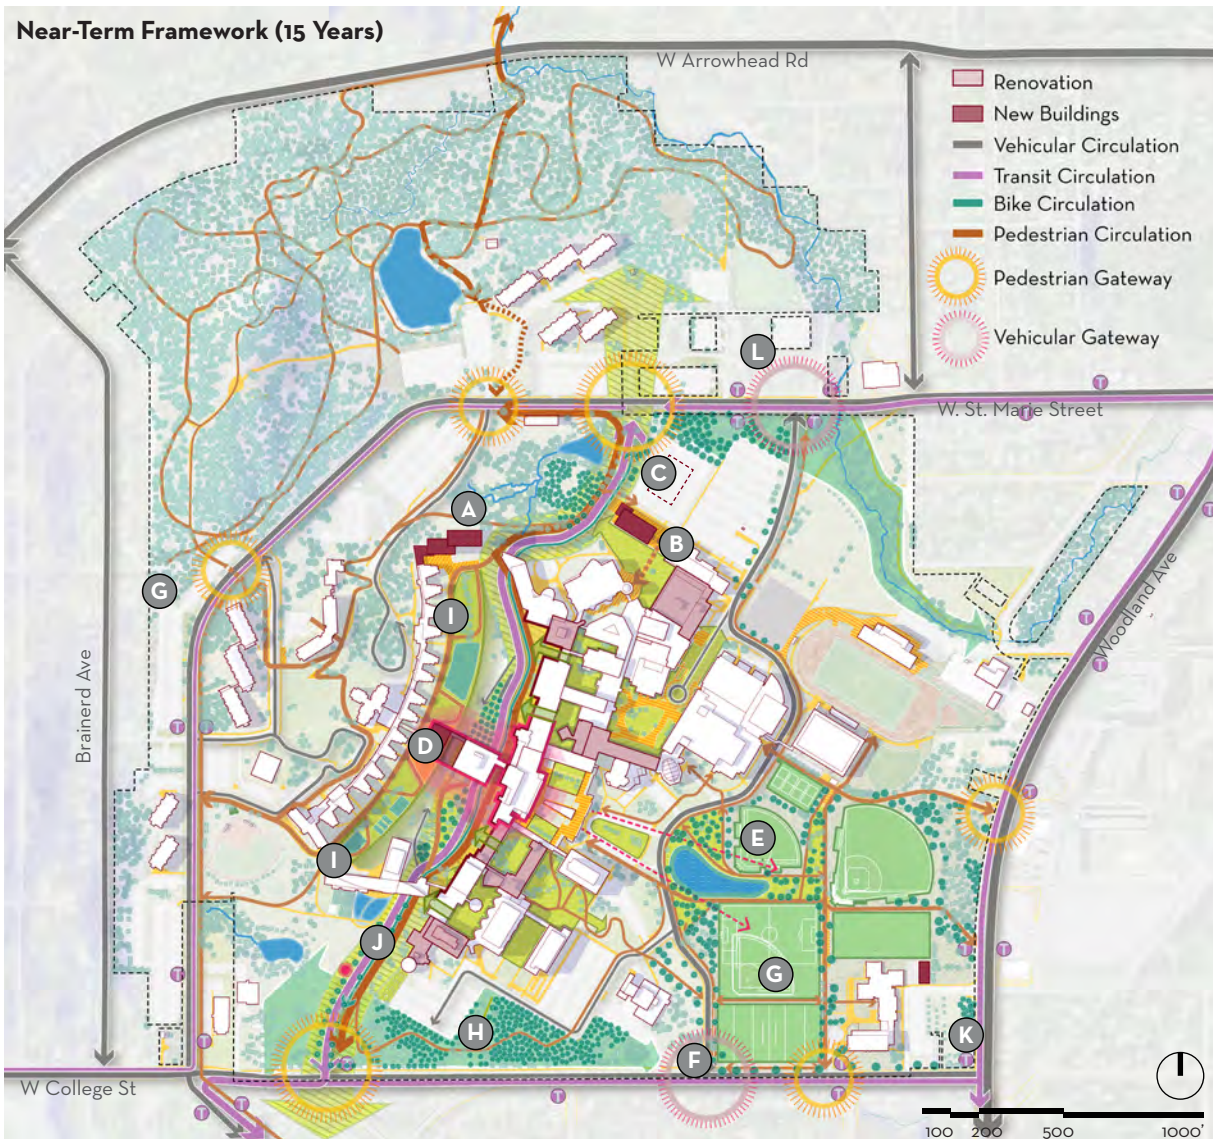 Near-Term Framework (15 Years)
W Arrowhead Rd
Renovation
New Buildings
Vehicular Circulation
Transit Circulation
Bike Circulation
Pedestrian Circulation
Pedestrian Gateway
Vehicular Gateway
L
T
T
T
T
T
W. St. Marie Street
C
A
T
T
B
G
I
Woodland Ave
T
T
Brainerd Ave
T
D
T
E
I
J
T
T
T
G
H
K
F
T
T
T
T
W College St
T
T
T
100
200
500
1000'